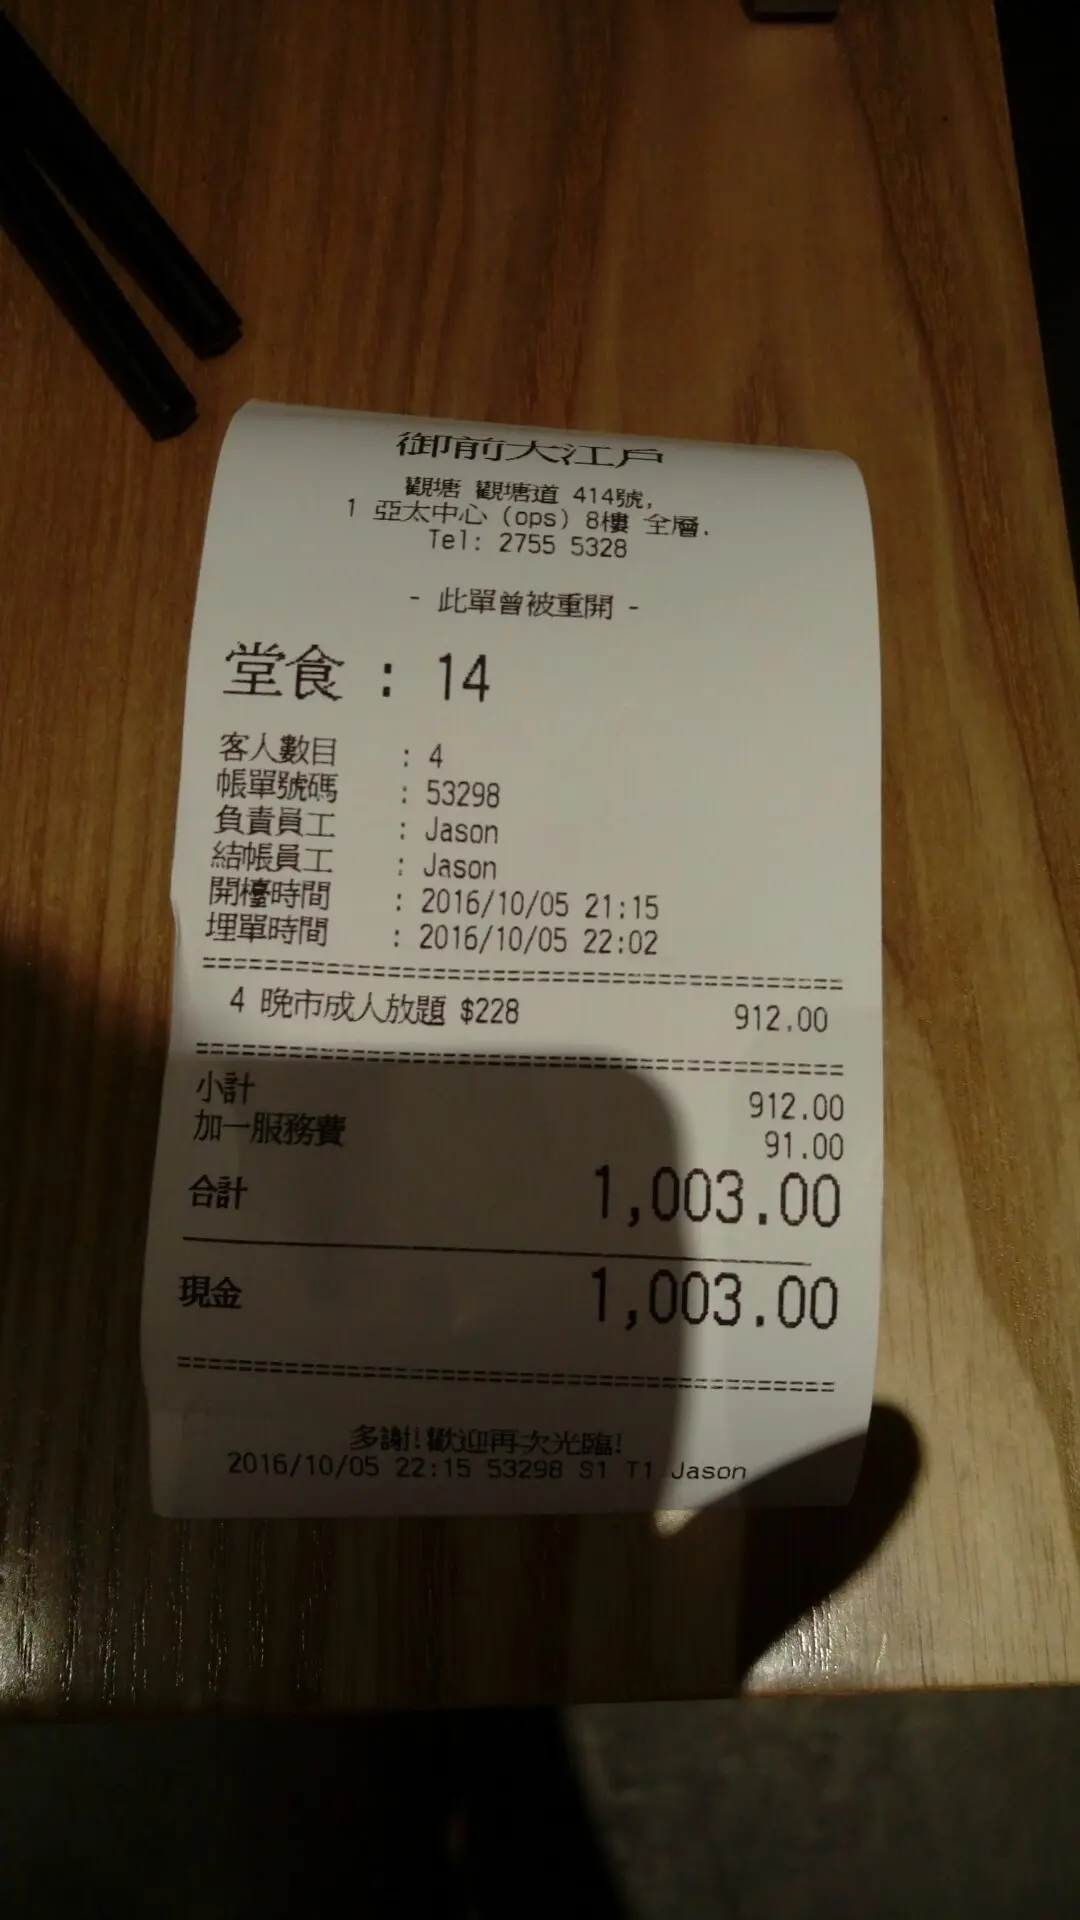 御前大江戶
觀塘 觀塘道 414號,
1 亞太中心 (ops) 8樓 全層.
Tel: 2755 5328
- 此單曾被重開 -
堂食 : 14
客人數目 : 4
帳單號碼 : 53298
負責員工 : Jason
結帳員工 : Jason
開檯時間 : 2016/10/05 21:15
埋單時間 : 2016/10/05 22:02
4 晚市成人放題 $228 912.00
小計 912.00
加一服務費 91.00
合計 1,003.00
現金 1,003.00
多謝!歡迎再次光臨!
2016/10/05 22:15 53298 S1 T1 Jason